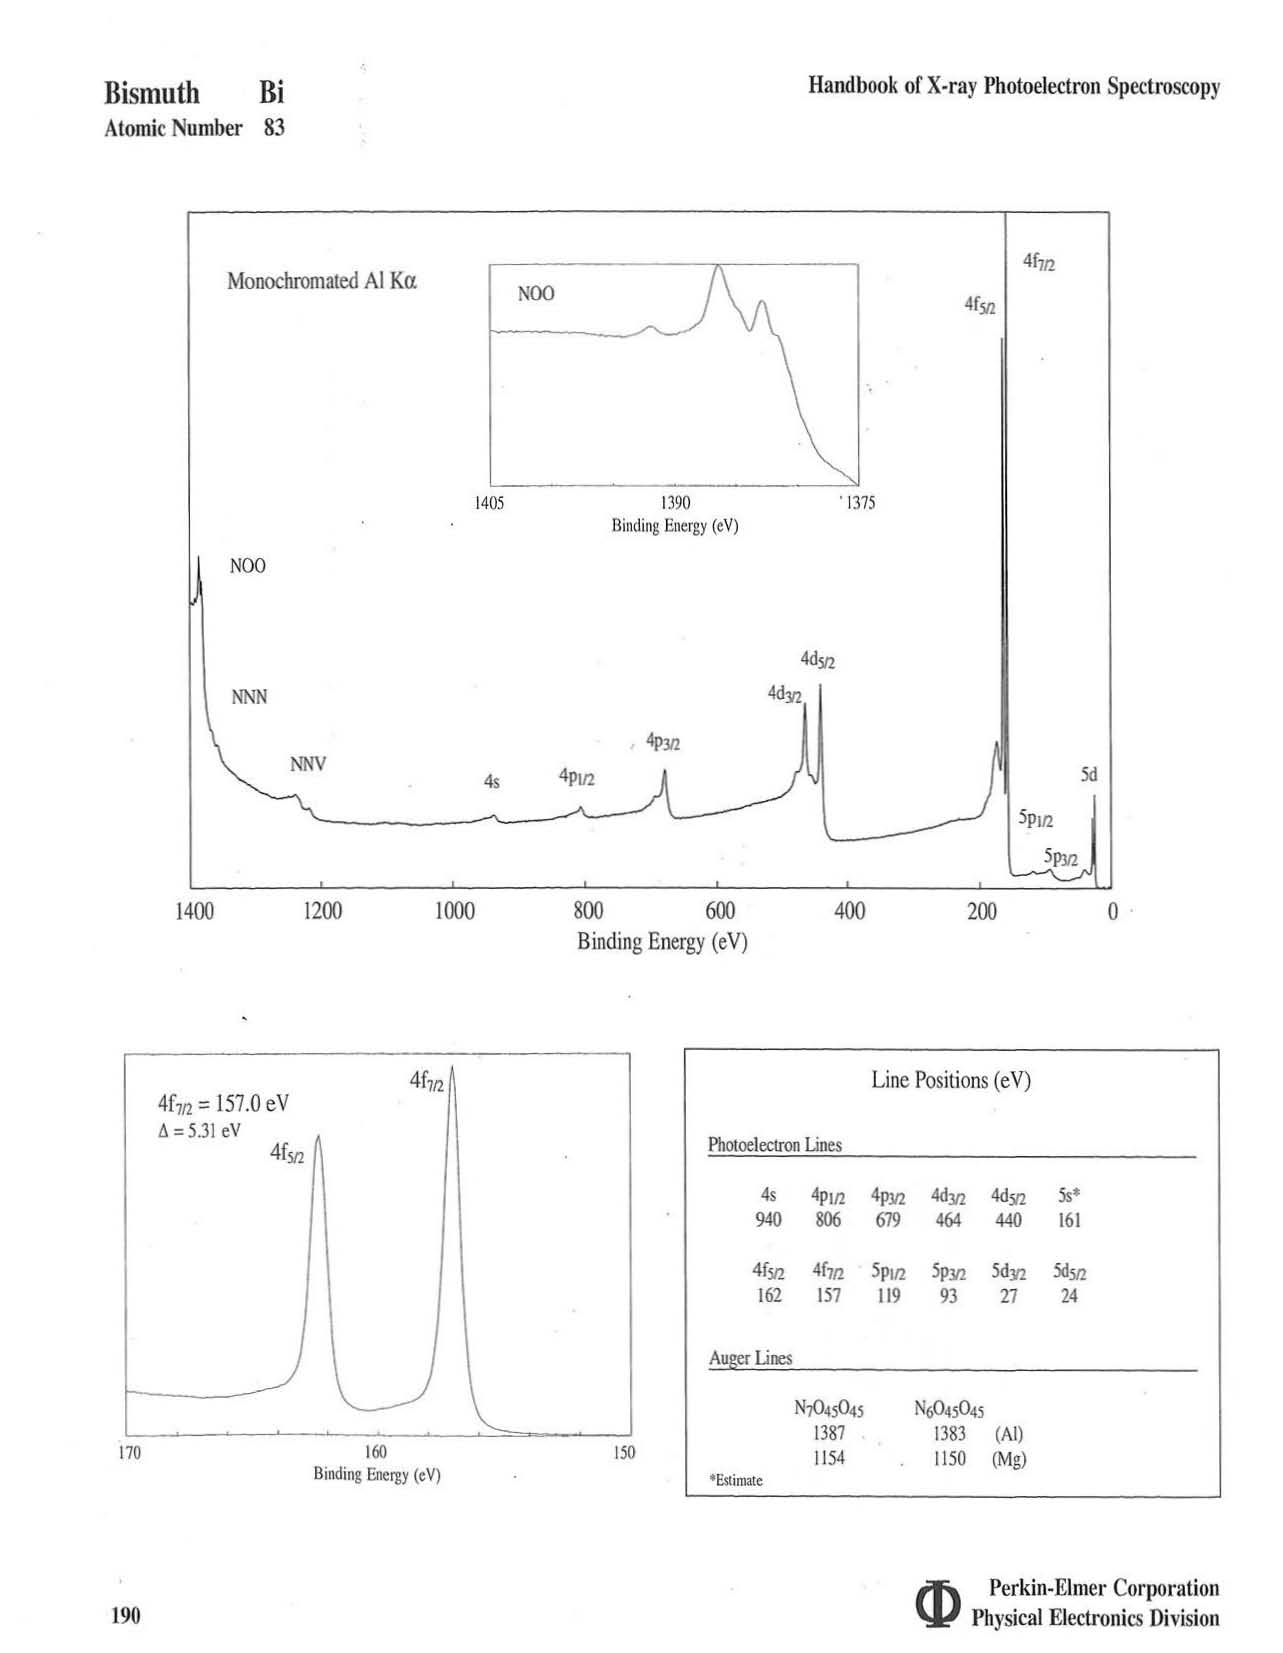 Bismuth Bi
Atomic Number 83
Handbook of X-ray Photoelectron Spectroscopy
Monochromated Al Kα
NOO
1405 1390 1375
Binding Energy (eV)
4f7/2
4f5/2
NOO
NNN
NNV
4s
4p1/2
4p3/2
4d3/2
4d5/2
5p1/2
5p3/2
5d
1400 1200 1000 800 600 400 200 0
Binding Energy (eV)
4f7/2 = 157.0 eV
Δ = 5.31 eV
4f5/2
4f7/2
170 160 150
Binding Energy (eV)
Line Positions (eV)
Photoelectron Lines
4s 4p1/2 4p3/2 4d3/2 4d5/2 5s*
940 806 679 464 440 161
4f5/2 4f7/2 5p1/2 5p3/2 5d3/2 5d5/2
162 157 119 93 27 24
Auger Lines
N7O45O45 N6O45O45
1387 1383 (Al)
1154 1150 (Mg)
*Estimate
190
Perkin-Elmer Corporation
Physical Electronics Division